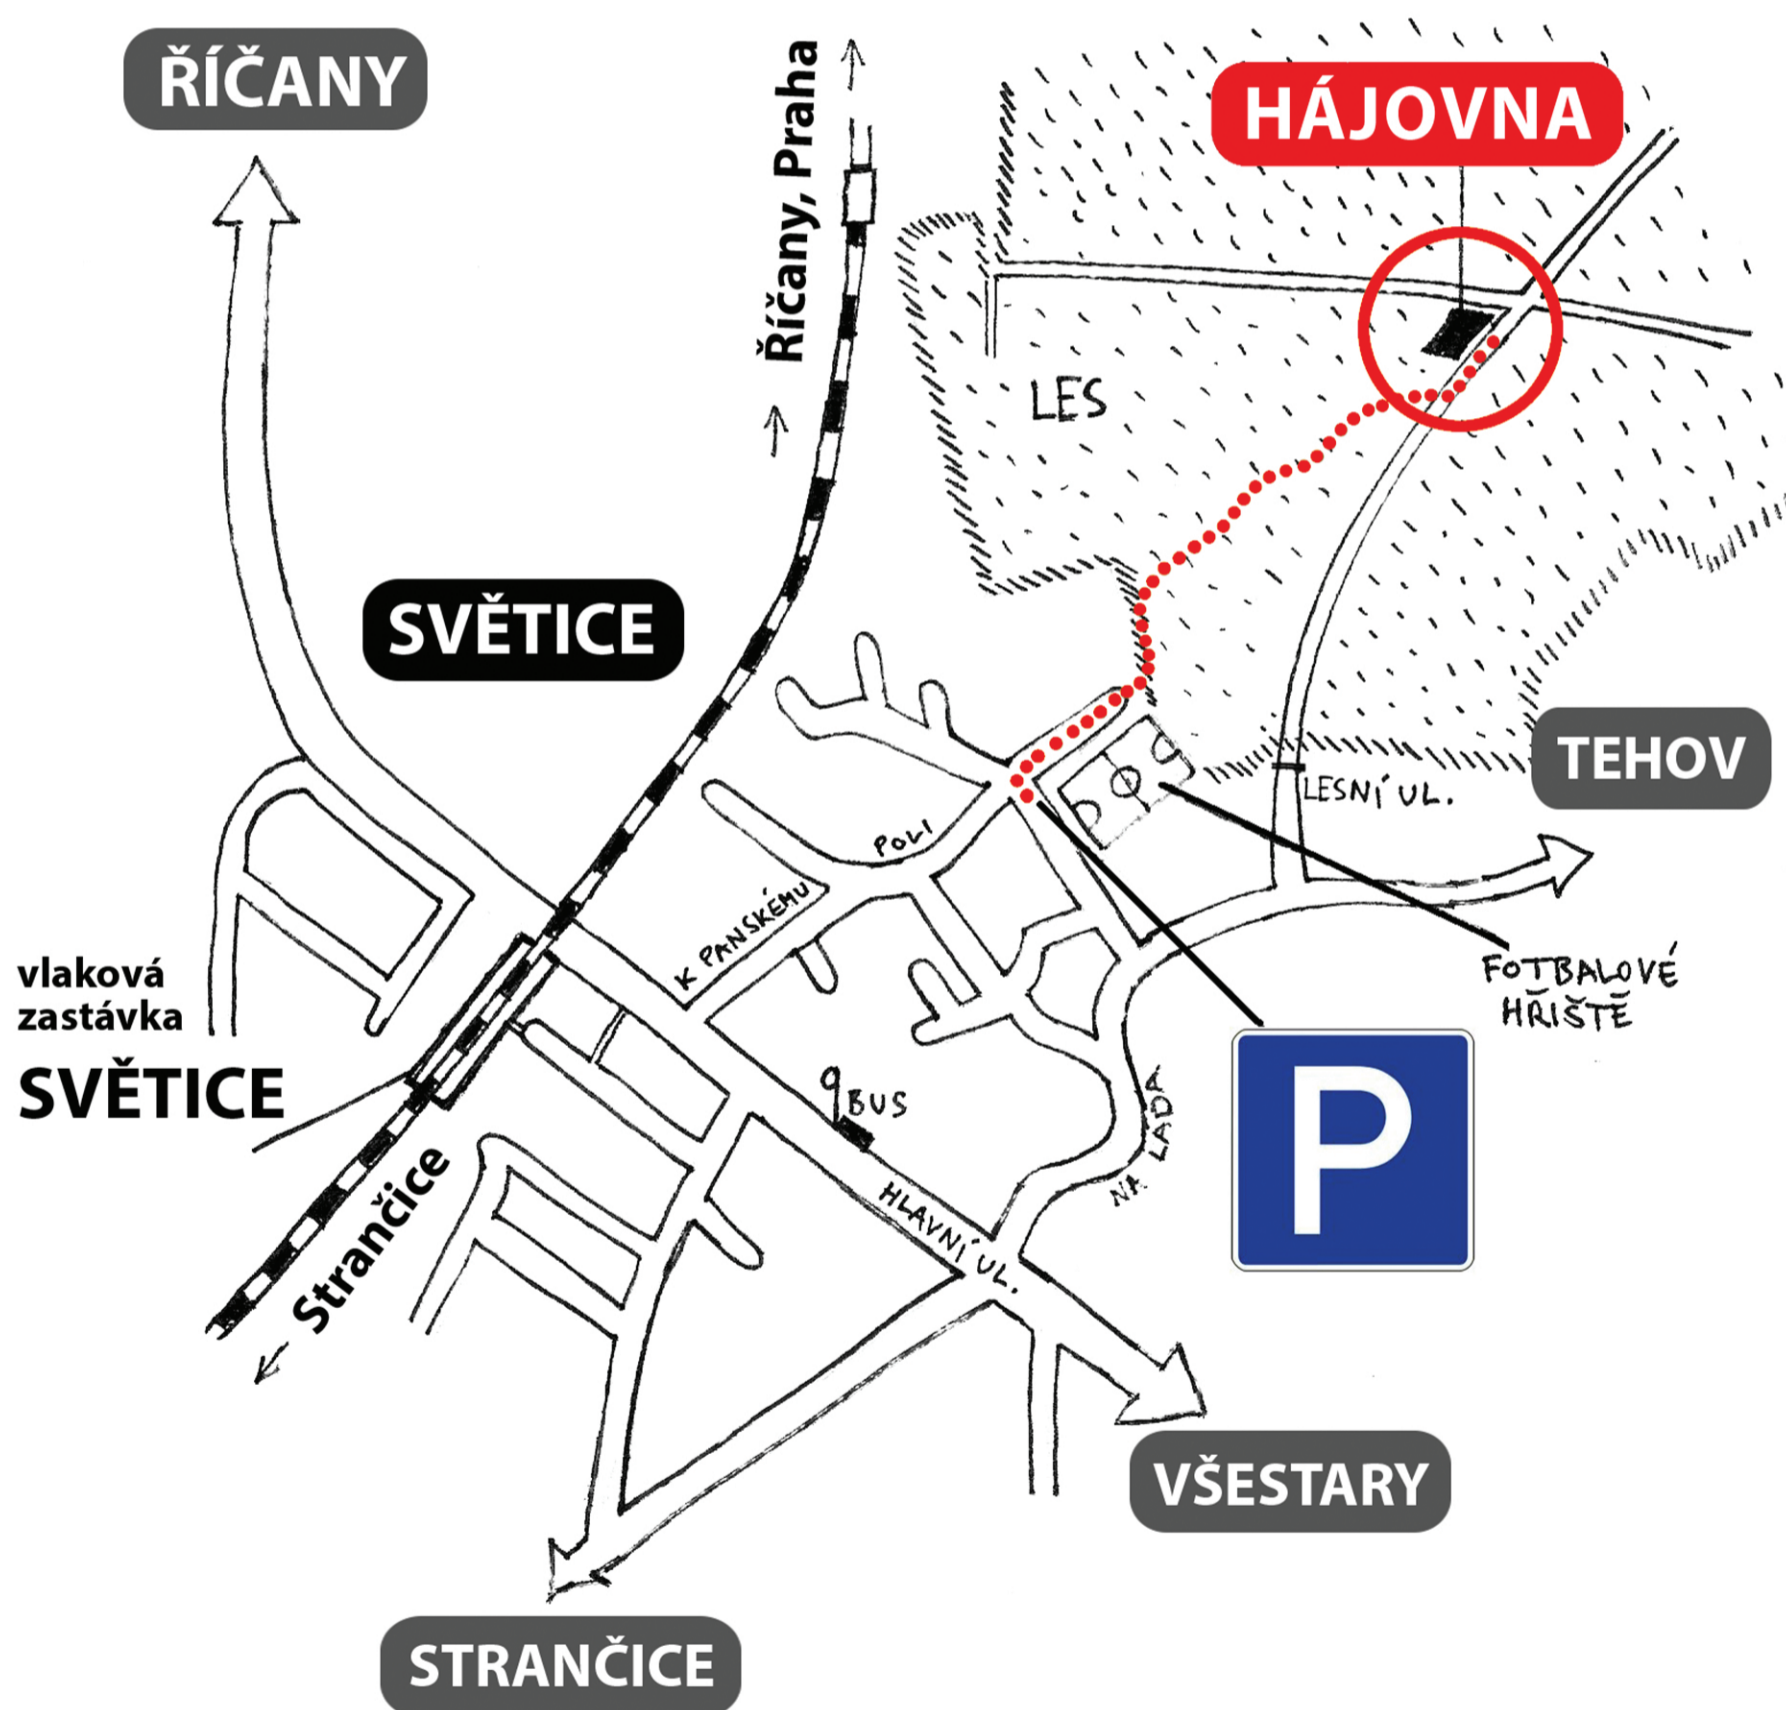 ŘÍČANY
Říčany, Praha
HÁJOVNA
LES
SVĚTICE
TEHOV
LESNÍ UL.
POLI
K PANSKÉMU
FOTBALOVÉ
HŘIŠTĚ
vlaková
zastávka
SVĚTICE
BUS
NA LADA
P
Strančice
HLAVNÍ UL.
VŠESTARY
STRANČICE